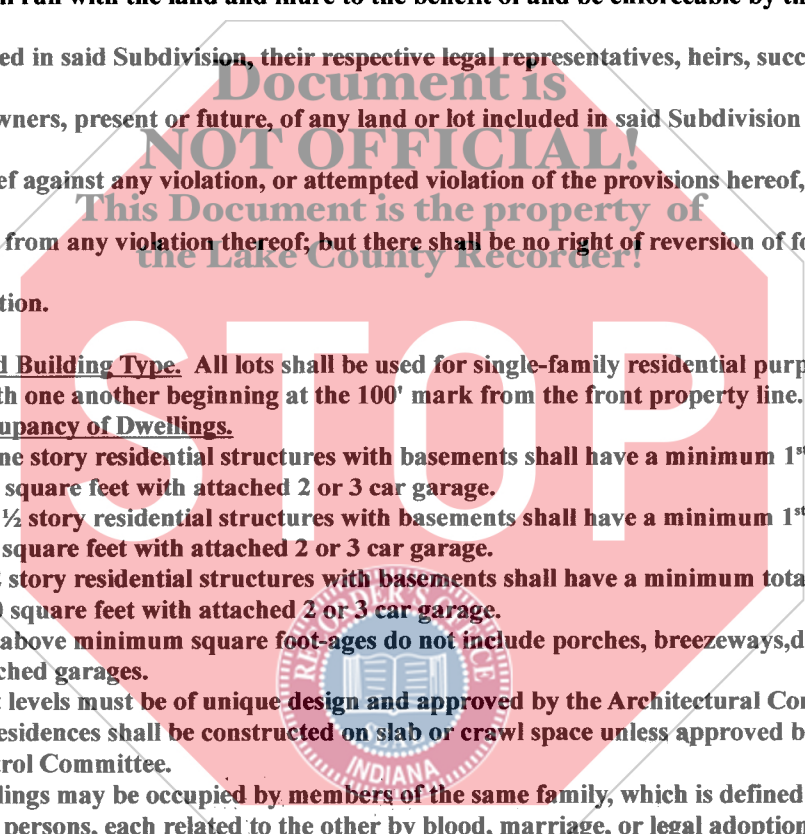 run with the land and inure to the benefit of and be enforceable by
ed in said Subdivision, their respective legal representatives, heirs, succ
Document is
wners, present or future, of any land or lot included in said Subdivision
NOT OFFICIAL!
ef against any violation, or attempted violation of the provisions hereof,
This Document is the property of
from any violation thereof; but there shall be no right of reversion of fo
the Lake County Recorder!
tion.
STOP
d Building Type. All lots shall be used for single-family residential purp
th one another beginning at the 100' mark from the front property line.
upancy of Dwellings.
ne story residential structures with basements shall have a minimum 1st
square feet with attached 2 or 3 car garage.
½ story residential structures with basements shall have a minimum 1st
square feet with attached 2 or 3 car garage.
story residential structures with basements shall have a minimum tota
square feet with attached 2 or 3 car garage.
above minimum square foot-ages do not include porches, breezeways,d
ched garages.
levels must be of unique design and approved by the Architectural Con
esidences shall be constructed on slab or crawl space unless approved b
trol Committee.
lings may be occupied by members of the same family, which is defined
persons, each related to the other by blood, marriage, or legal adoption
RECORDER'S OFFICE
SEAL
INDIANA